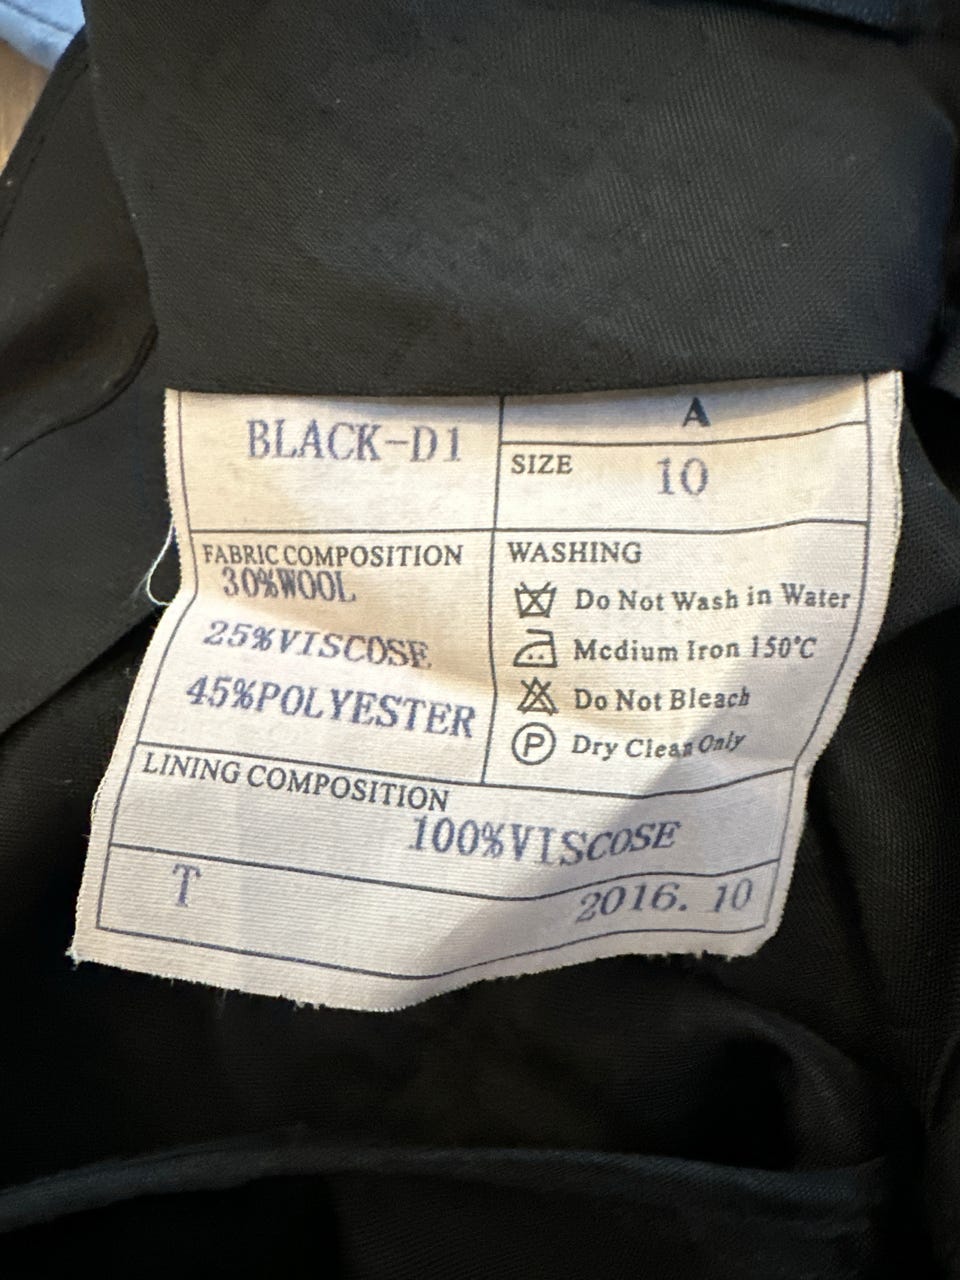 BLACK-D1
A
SIZE 10
FABRIC COMPOSITION
30%WOOL
25%VISCOSE
45%POLYESTER
WASHING
Do Not Wash in Water
Medium Iron 150°C
Do Not Bleach
P Dry Clean Only
LINING COMPOSITION
100%VISCOSE
T 2016. 10